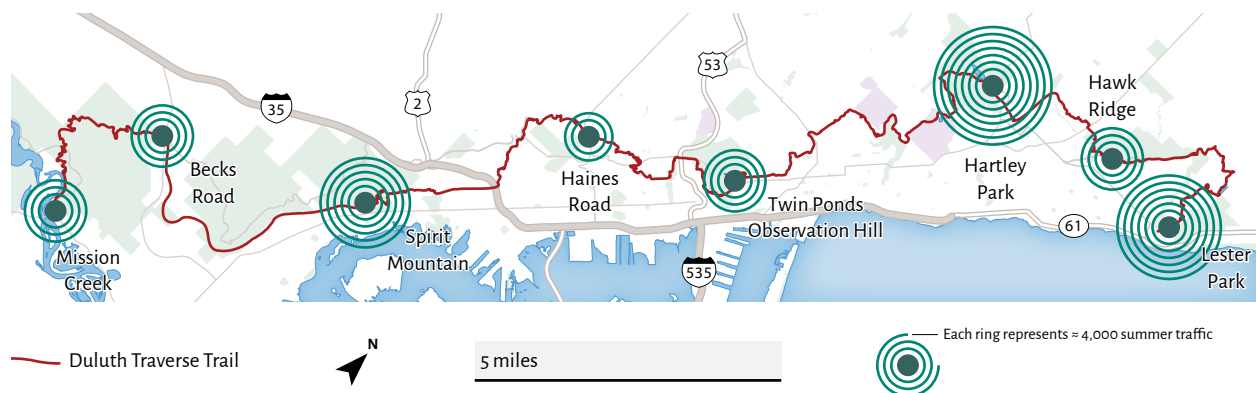 2
53
35
Hawk
Ridge
Becks
Road
Hartley
Park
Haines
Road
Twin Ponds
Observation Hill
61
Spirit
Mountain
Mission
Creek
Lester
Park
535
Duluth Traverse Trail
N
5 miles
Each ring represents ≈ 4,000 summer traffic